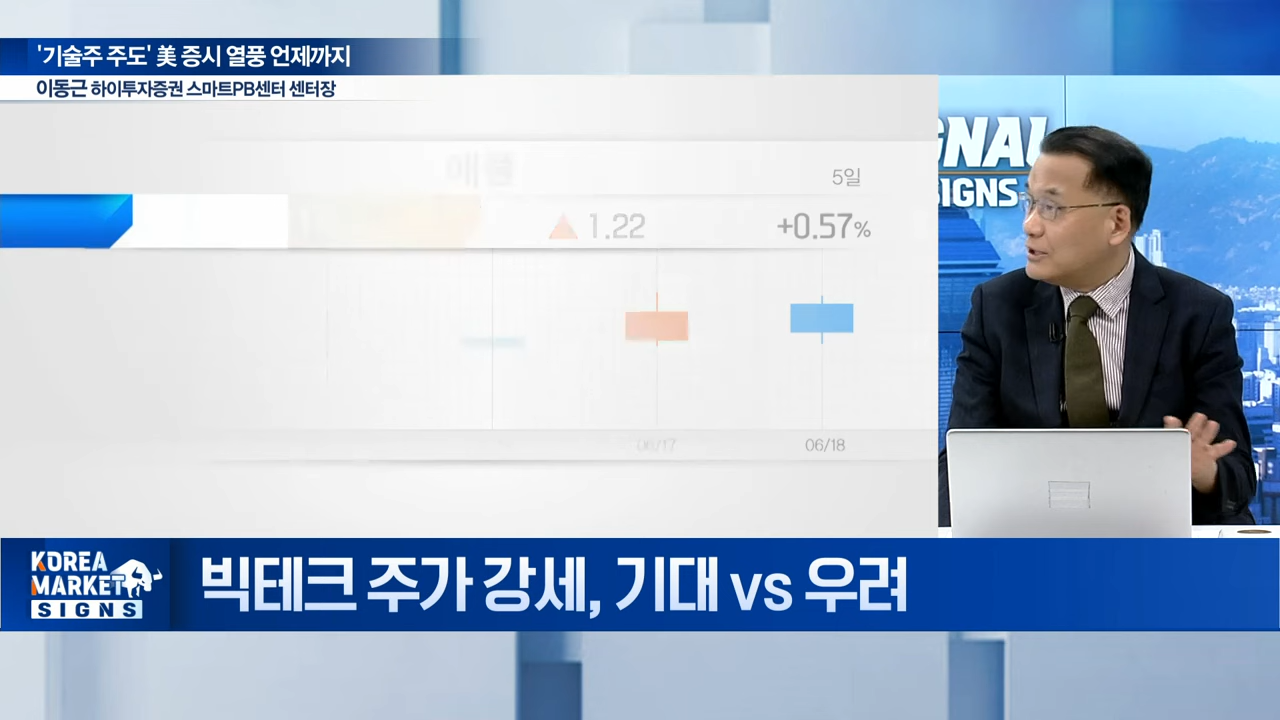 '기술주 주도' 美 증시 열풍 언제까지
이동근 하이투자증권 스마트PB센터 센터장
5일
▲ 1.22 +0.57%
06/17 06/18
GNAL
SIGNS
KOREA
MARKET
SIGNS
빅테크 주가 강세, 기대 vs 우려